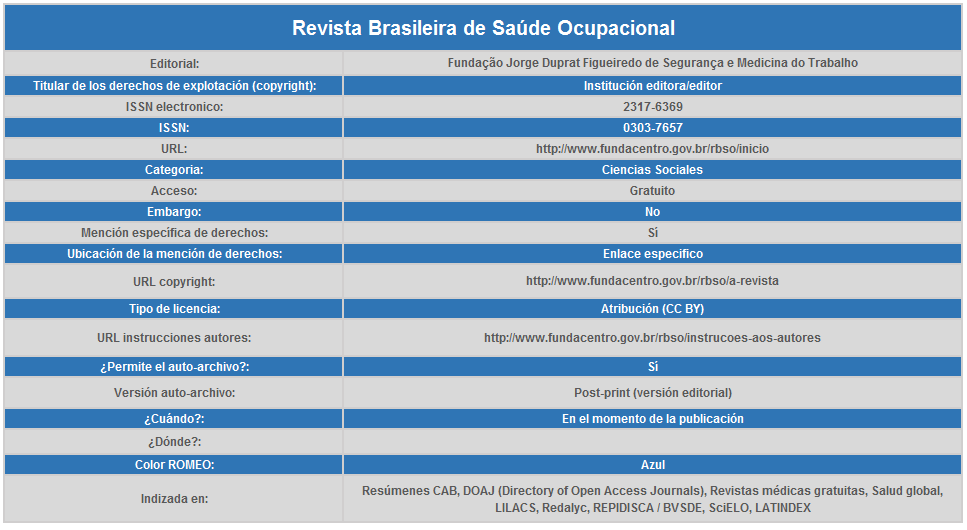 Revista Brasileira de Saúde Ocupacional
Editorial: Fundação Jorge Duprat Figueiredo de Segurança e Medicina do Trabalho
Titular de los derechos de explotación (copyright): Institución editora/editor
ISSN electronico: 2317-6369
ISSN: 0303-7657
URL: http://www.fundacentro.gov.br/rbso/inicio
Categoria: Ciencias Sociales
Acceso: Gratuito
Embargo: No
Mención específica de derechos: Sí
Ubicación de la mención de derechos: Enlace específico
URL copyright: http://www.fundacentro.gov.br/rbso/a-revista
Tipo de licencia: Atribución (CC BY)
URL instrucciones autores: http://www.fundacentro.gov.br/rbso/instrucoes-aos-autores
¿Permite el auto-archivo?: Sí
Versión auto-archivo: Post-print (versión editorial)
¿Cuándo?: En el momento de la publicación
¿Dónde?:
Color ROMEO: Azul
Indizada en: Resúmenes CAB, DOAJ (Directory of Open Access Journals), Revistas médicas gratuitas, Salud global,
LILACS, Redalyc, REPIDISCA / BVSDE, SciELO, LATINDEX